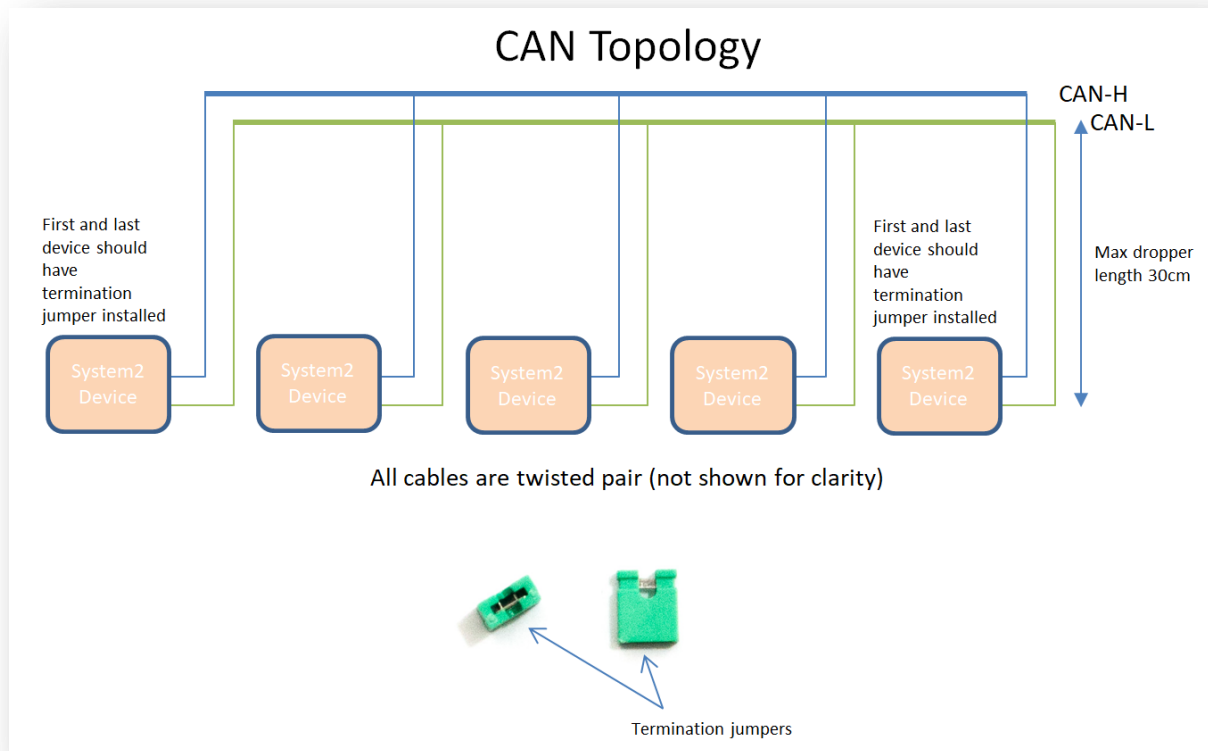 CAN Topology
CAN-H
CAN-L
First and last
device should
have
termination
jumper installed
First and last
device should
have
termination
jumper installed
Max dropper
length 30cm
System2
Device
System2
Device
System2
Device
System2
Device
System2
Device
All cables are twisted pair (not shown for clarity)
Termination jumpers